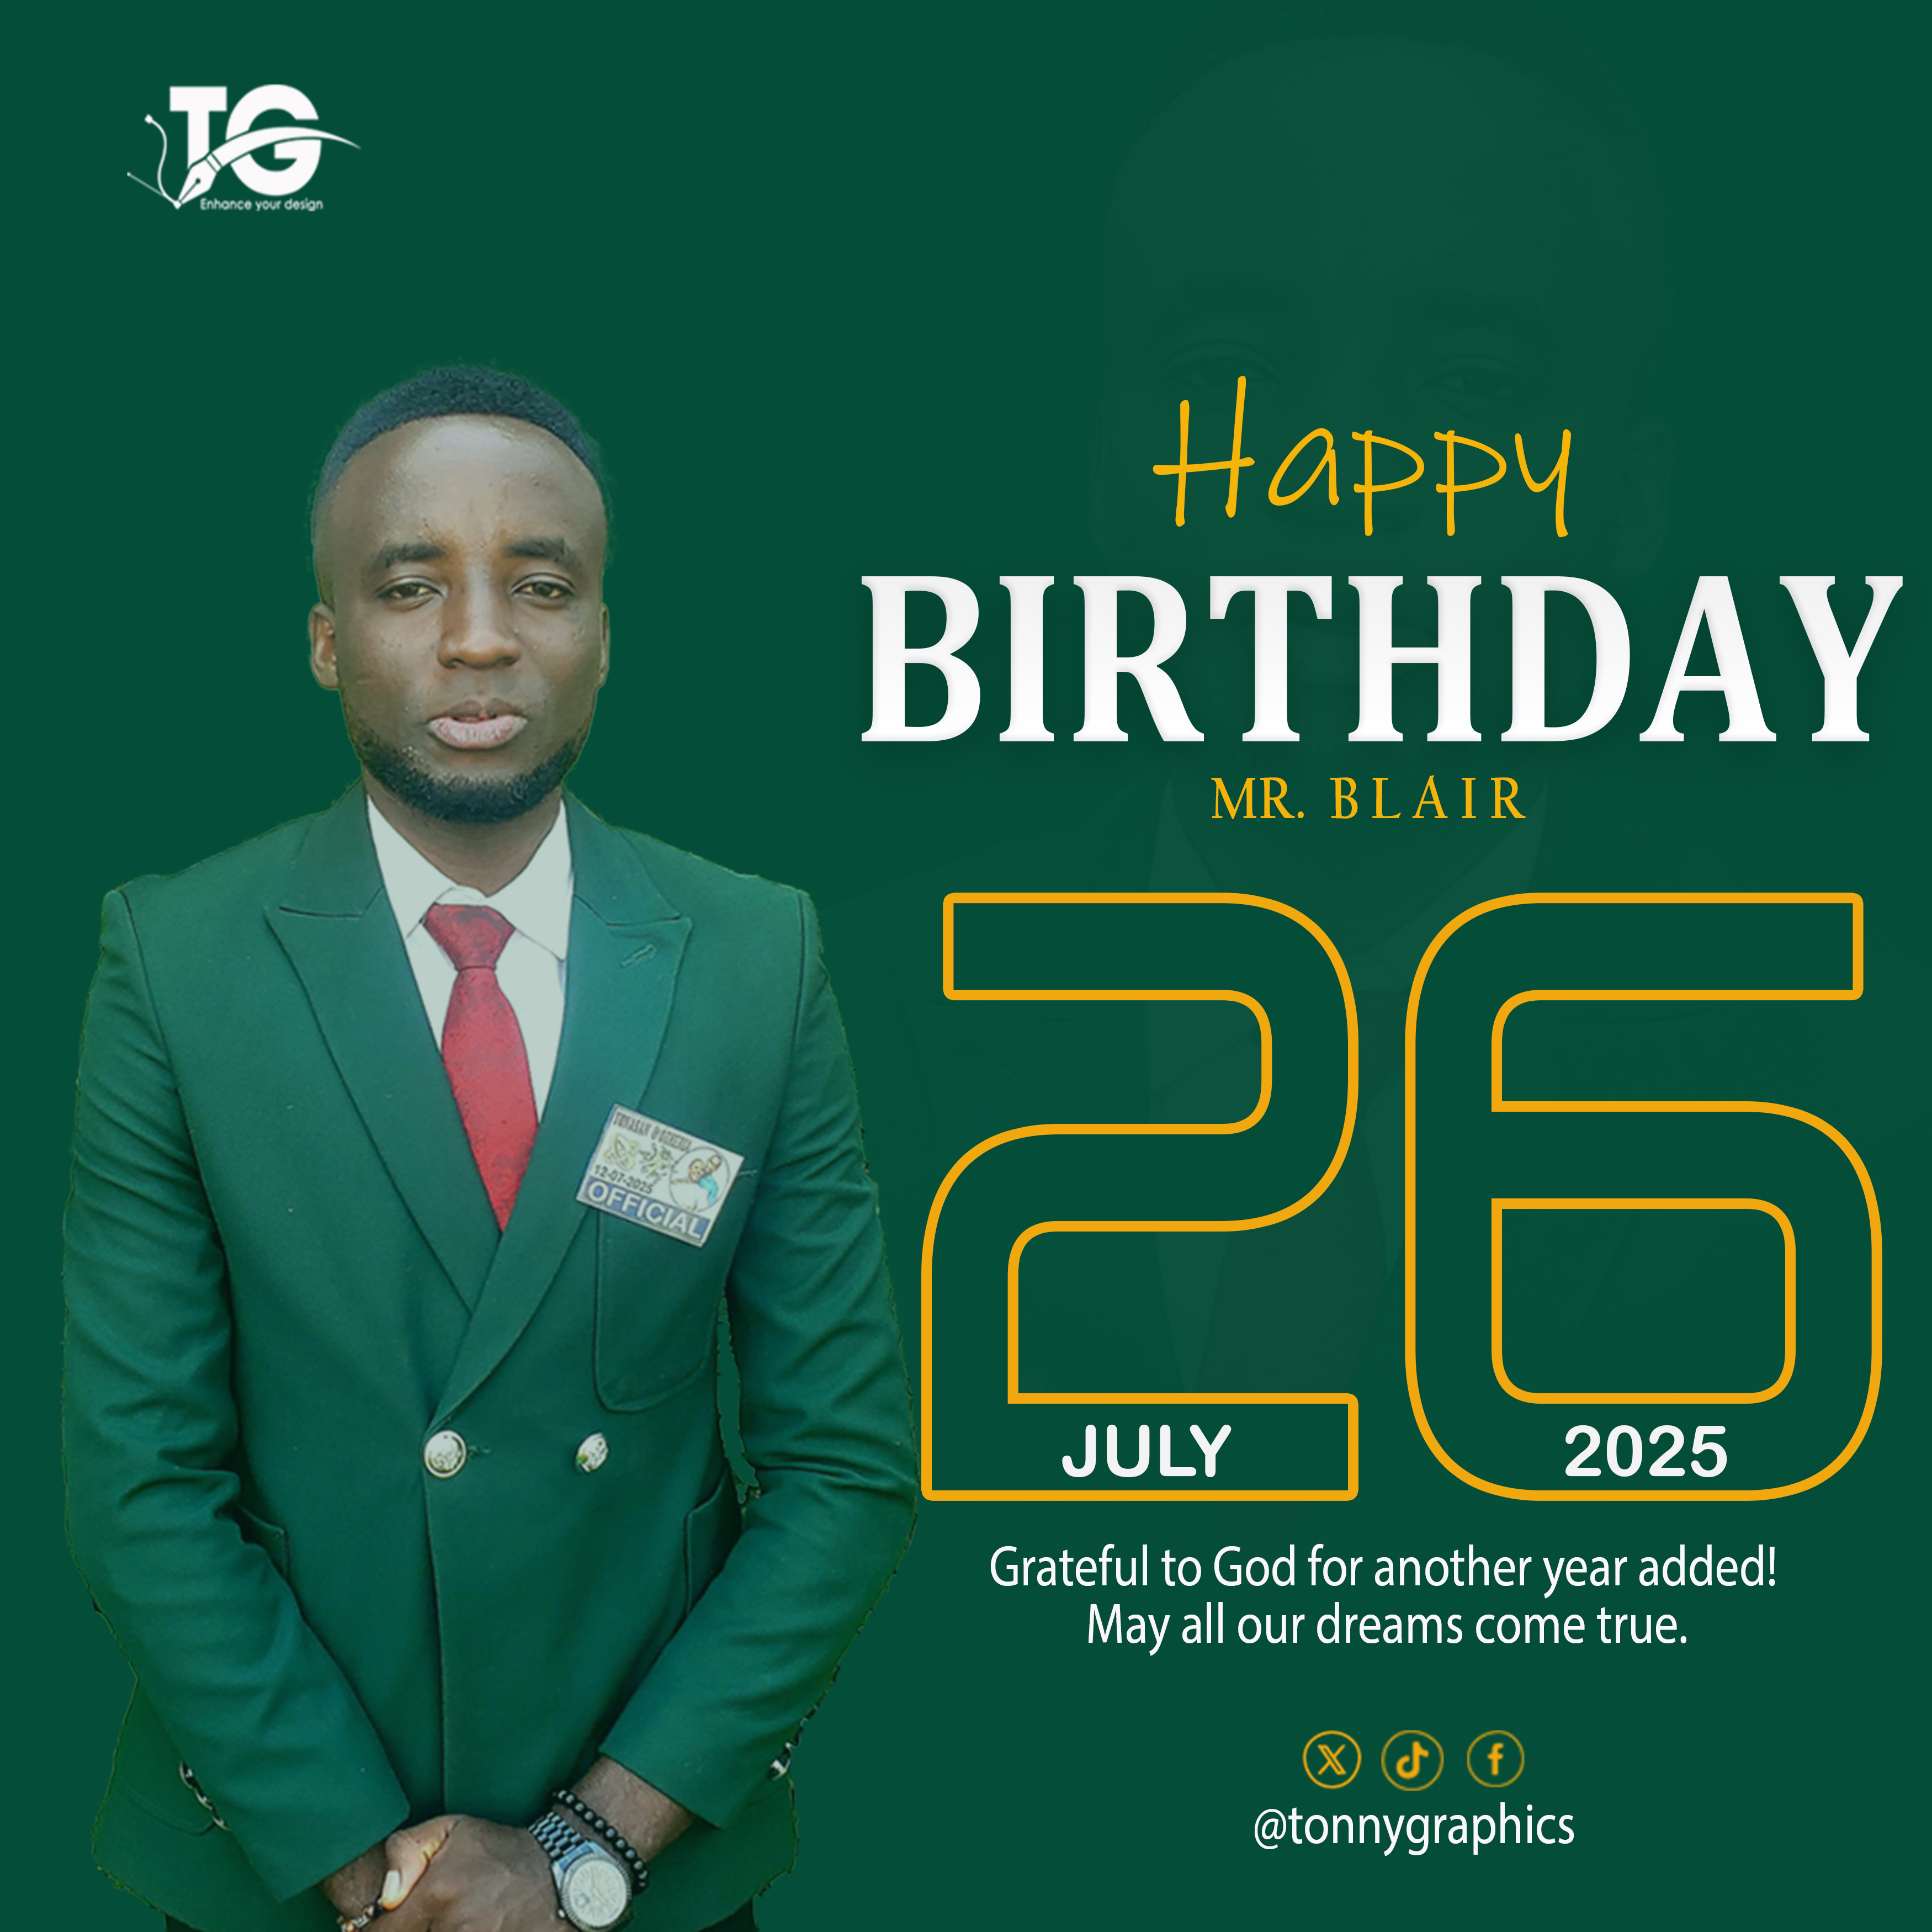 TG
Enhance your design
Happy
BIRTHDAY
MR. BLAIR
12-07-2025
OFFICIAL
JULY
26
2025
Grateful to God for another year added!
May all our dreams come true.
@tonnygraphics